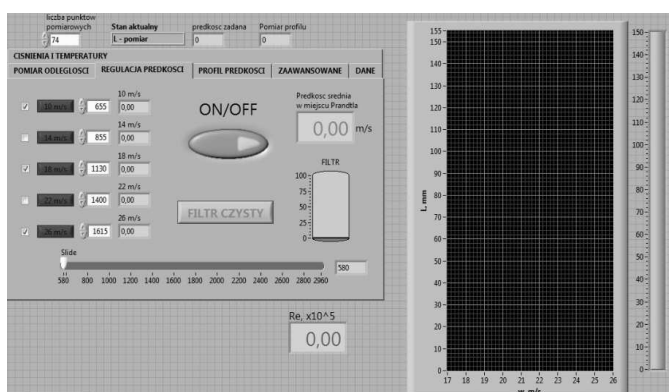 liczba punktow
pomiarowych Stan aktualny predkosc zadana Pomiar profilu
74 L - pomiar 0 0
CISNIENIA I TEMPERATURY
POMIAR ODLEGLOSCI REGULACJA PREDKOSCI PROFIL PREDKOSCI ZAAWANSOWANE DANE
10 m/s
10 m/s 655 0,00
14 m/s
14 m/s 855 0,00
18 m/s
18 m/s 1130 0,00
22 m/s
22 m/s 1400 0,00
26 m/s
26 m/s 1615 0,00
ON/OFF
Predkosc srednia
w miejscu Prandtla
0,00 m/s
FILTR
100
75
50
25
0
FILTR CZYSTY
Slide
580
580 800 1000 1200 1400 1600 1800 2000 2200 2400 2600 2800 2960
Re, x10^5
0,00
L, mm
155
150
140
130
120
110
100
90
80
70
60
50
40
30
20
10
0
17 18 19 20 21 22 23 24 25 26
w, m/s
150
140
130
120
110
100
90
80
70
60
50
40
30
20
10
0